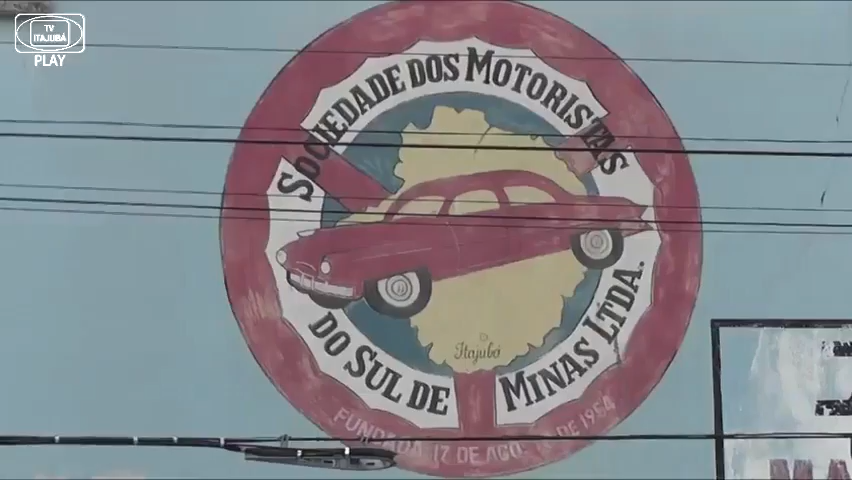 TV
ITAJUBÁ
PLAY
SOCIEDADE DOS MOTORISTAS
DO SUL DE MINAS LTDA.
Itajubá
FUNDADA 17 DE DE 1954